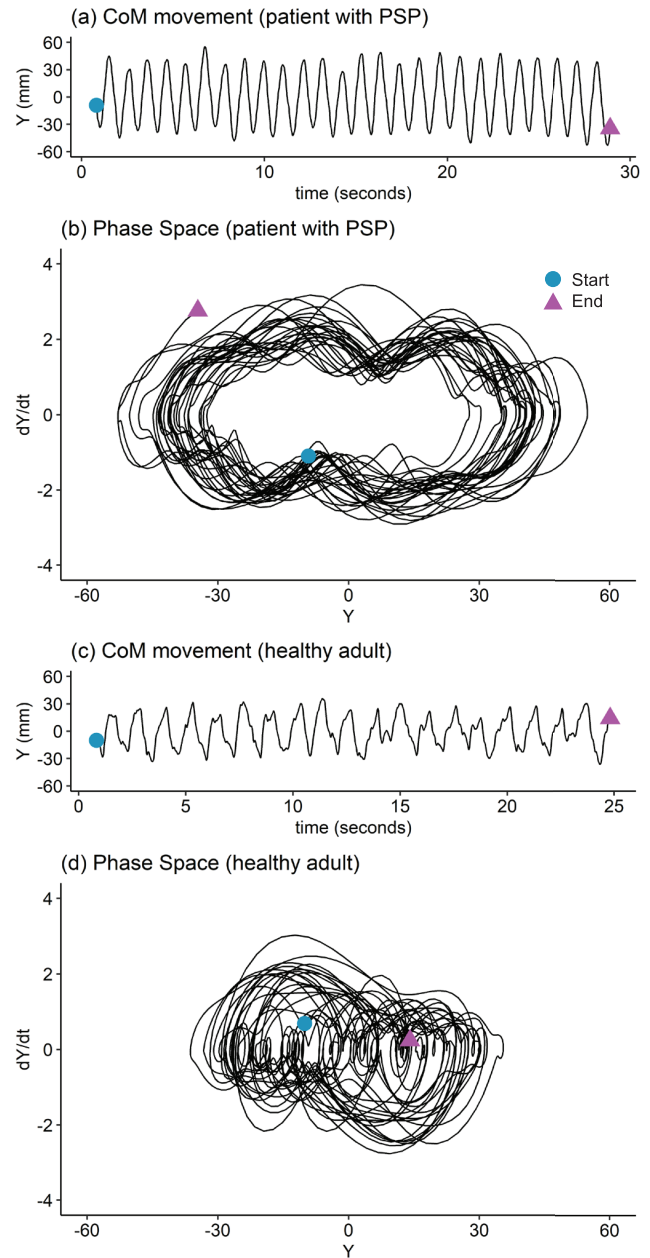 (a) CoM movement (patient with PSP)
60
30
0
-30
-60
Y (mm)
0 10 20 30
time (seconds)
(b) Phase Space (patient with PSP)
4
2
0
-2
-4
dY/dt
Start
End
-60 -30 0 30 60
Y
(c) CoM movement (healthy adult)
60
30
0
-30
-60
Y (mm)
0 5 10 15 20 25
time (seconds)
(d) Phase Space (healthy adult)
4
2
0
-2
-4
dY/dt
-60 -30 0 30 60
Y